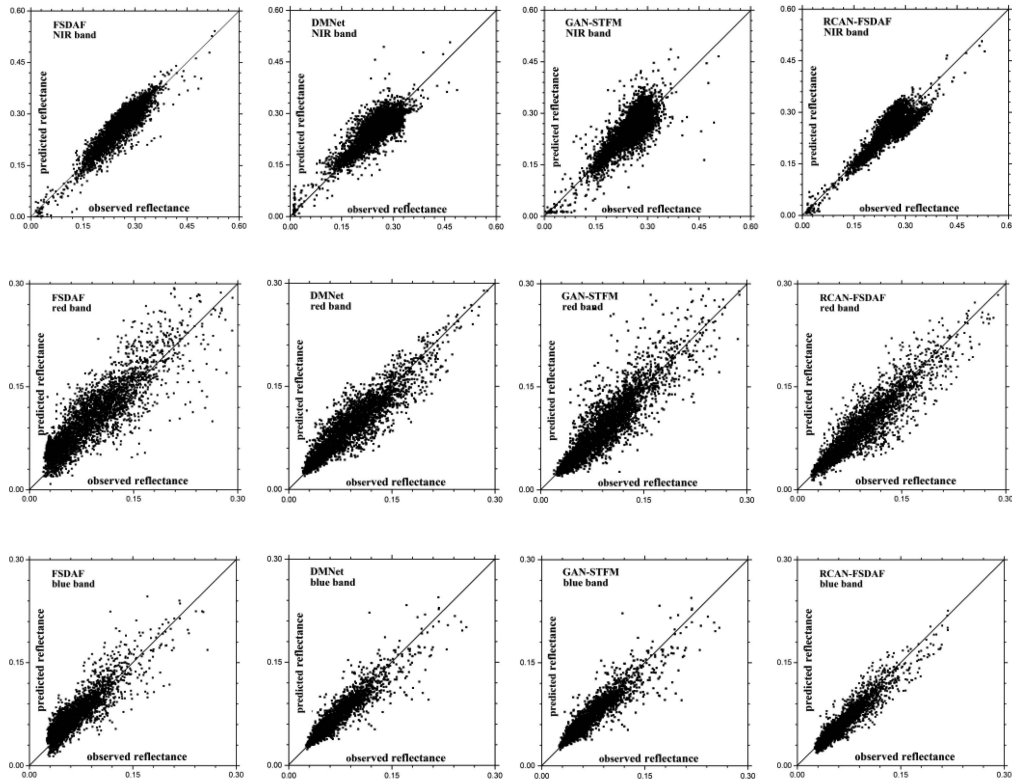 0.60
FSDAF
NIR band
0.45
predicted reflectance
0.30
0.15
observed reflectance
0.00
0.00 0.15 0.30 0.45 0.60
0.60
DMNet
NIR band
0.45
predicted reflectance
0.30
0.15
observed reflectance
0.00
0.00 0.15 0.30 0.45 0.60
0.60
GAN-STFM
NIR band
0.45
predicted reflectance
0.30
0.15
observed reflectance
0.00
0.00 0.15 0.30 0.45 0.60
0.60
RCAN-FSDAF
NIR band
0.45
predicted reflectance
0.30
0.15
observed reflectance
0.00
0.00 0.15 0.30 0.45 0.60
0.30
FSDAF
red band
predicted reflectance
0.15
observed reflectance
0.00
0.00 0.15 0.30
0.30
DMNet
red band
predicted reflectance
0.15
observed reflectance
0.00
0.00 0.15 0.30
0.30
GAN-STFM
red band
predicted reflectance
0.15
observed reflectance
0.00
0.00 0.15 0.30
0.30
RCAN-FSDAF
red band
predicted reflectance
0.15
observed reflectance
0.00
0.00 0.15 0.30
0.30
FSDAF
blue band
predicted reflectance
0.15
observed reflectance
0.00
0.00 0.15 0.30
0.30
DMNet
blue band
predicted reflectance
0.15
observed reflectance
0.00
0.00 0.15 0.30
0.30
GAN-STFM
blue band
predicted reflectance
0.15
observed reflectance
0.00
0.00 0.15 0.30
0.30
RCAN-FSDAF
blue band
predicted reflectance
0.15
observed reflectance
0.00
0.00 0.15 0.30